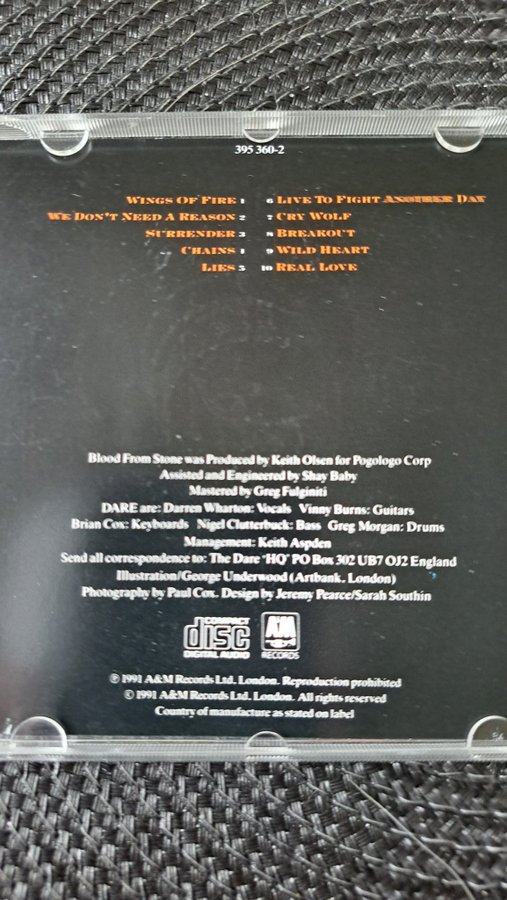 395 360-2
WINGS OF FIRE 1
WE DON'T NEED A REASON 2
SURRENDER 3
CHAINS 4
LIES 5
6 LIVE TO FIGHT ANOTHER DAY
7 CRY WOLF
8 BREAKOUT
9 WILD HEART
10 REAL LOVE
Blood From Stone was Produced by Keith Olsen for Pogologo Corp
Assisted and Engineered by Shay Baby
Mastered by Greg Fulginiti
DARE are: Darren Wharton: Vocals Vinny Burns: Guitars
Brian Cox: Keyboards Nigel Clutterbuck: Bass Greg Morgan: Drums
Management: Keith Aspden
Send all correspondence to: The Dare "HQ" PO Box 302 UB7 OJ2 England
Illustration/George Underwood (Artbank. London)
Photography by Paul Cox. Design by Jeremy Pearce/Sarah Southin
COMPACT
disc
DIGITAL AUDIO
A&M
RECORDS
℗ 1991 A&M Records Ltd. London. Reproduction prohibited
© 1991 A&M Records Ltd. London. All rights reserved
Country of manufacture as stated on label